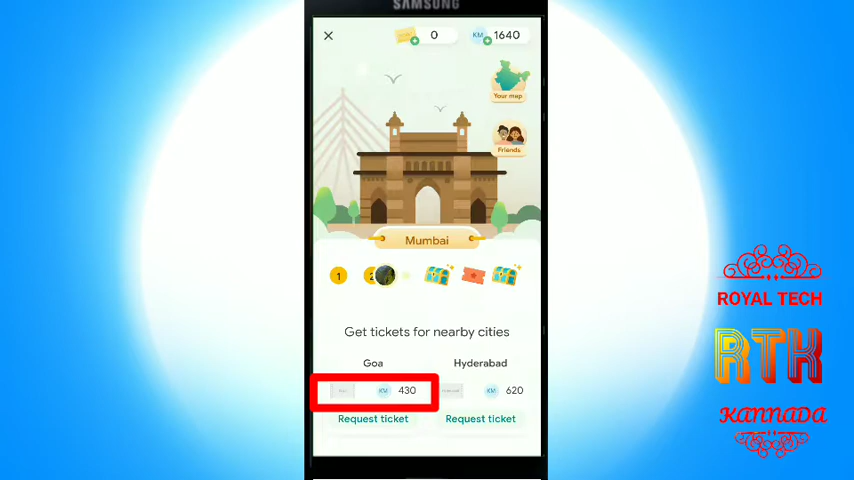 SAMSUNG
0
KM 1640
Your map
Friends
Mumbai
1
2
Get tickets for nearby cities
Goa
Hyderabad
KM 430
KM 620
Request ticket
Request ticket
ROYAL TECH
RTK
KANNADA